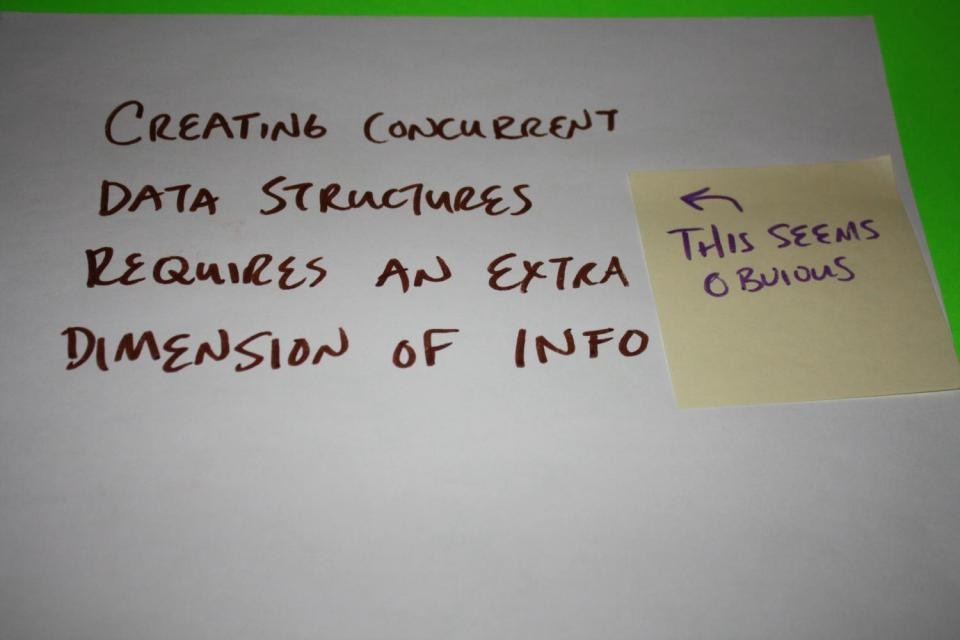 CREATING CONCURRENT
DATA STRUCTURES
REQUIRES AN EXTRA
DIMENSION OF INFO
←
THIS SEEMS
OBVIOUS